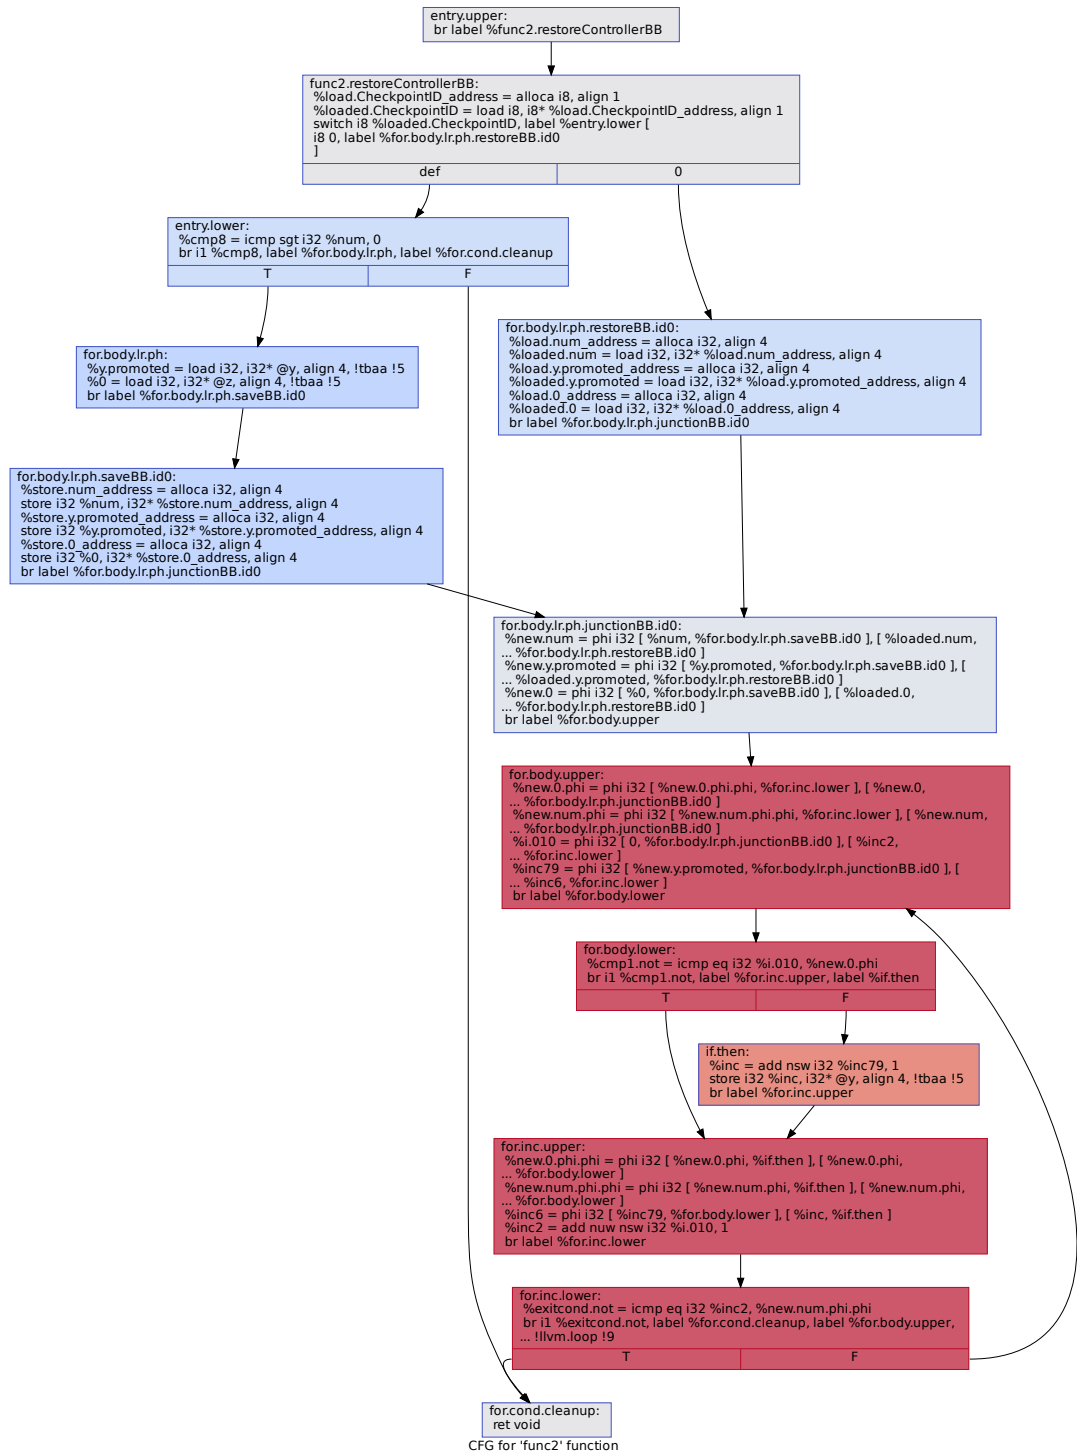 entry.upper:
br label %func2.restoreControllerBB
func2.restoreControllerBB:
%load.CheckpointID_address = alloca i8, align 1
%loaded.CheckpointID = load i8, i8* %load.CheckpointID_address, align 1
switch i8 %loaded.CheckpointID, label %entry.lower [
i8 0, label %for.body.lr.ph.restoreBB.id0
]
def
0
entry.lower:
%cmp8 = icmp sgt i32 %num, 0
br i1 %cmp8, label %for.body.lr.ph, label %for.cond.cleanup
T
F
for.body.lr.ph.restoreBB.id0:
%load.num_address = alloca i32, align 4
%loaded.num = load i32, i32* %load.num_address, align 4
%load.y.promoted_address = alloca i32, align 4
%loaded.y.promoted = load i32, i32* %load.y.promoted_address, align 4
%load.0_address = alloca i32, align 4
%loaded.0 = load i32, i32* %load.0_address, align 4
br label %for.body.lr.ph.junctionBB.id0
for.body.lr.ph:
%y.promoted = load i32, i32* @y, align 4, !tbaa !5
%0 = load i32, i32* @z, align 4, !tbaa !5
br label %for.body.lr.ph.saveBB.id0
for.body.lr.ph.saveBB.id0:
%store.num_address = alloca i32, align 4
store i32 %num, i32* %store.num_address, align 4
%store.y.promoted_address = alloca i32, align 4
store i32 %y.promoted, i32* %store.y.promoted_address, align 4
%store.0_address = alloca i32, align 4
store i32 %0, i32* %store.0_address, align 4
br label %for.body.lr.ph.junctionBB.id0
for.body.lr.ph.junctionBB.id0:
%new.num = phi i32 [ %num, %for.body.lr.ph.saveBB.id0 ], [ %loaded.num,
... %for.body.lr.ph.restoreBB.id0 ]
%new.y.promoted = phi i32 [ %y.promoted, %for.body.lr.ph.saveBB.id0 ], [
... %loaded.y.promoted, %for.body.lr.ph.restoreBB.id0 ]
%new.0 = phi i32 [ %0, %for.body.lr.ph.saveBB.id0 ], [ %loaded.0,
... %for.body.lr.ph.restoreBB.id0 ]
br label %for.body.upper
for.body.upper:
%new.0.phi = phi i32 [ %new.0.phi.phi, %for.inc.lower ], [ %new.0,
... %for.body.lr.ph.junctionBB.id0 ]
%new.num.phi = phi i32 [ %new.num.phi.phi, %for.inc.lower ], [ %new.num,
... %for.body.lr.ph.junctionBB.id0 ]
%i.010 = phi i32 [ 0, %for.body.lr.ph.junctionBB.id0 ], [ %inc2,
... %for.inc.lower ]
%inc79 = phi i32 [ %new.y.promoted, %for.body.lr.ph.junctionBB.id0 ], [
... %inc6, %for.inc.lower ]
br label %for.body.lower
for.body.lower:
%cmp1.not = icmp eq i32 %i.010, %new.0.phi
br i1 %cmp1.not, label %for.inc.upper, label %if.then
T
F
if.then:
%inc = add nsw i32 %inc79, 1
store i32 %inc, i32* @y, align 4, !tbaa !5
br label %for.inc.upper
for.inc.upper:
%new.0.phi.phi = phi i32 [ %new.0.phi, %if.then ], [ %new.0.phi,
... %for.body.lower ]
%new.num.phi.phi = phi i32 [ %new.num.phi, %if.then ], [ %new.num.phi,
... %for.body.lower ]
%inc6 = phi i32 [ %inc79, %for.body.lower ], [ %inc, %if.then ]
%inc2 = add nuw nsw i32 %i.010, 1
br label %for.inc.lower
for.inc.lower:
%exitcond.not = icmp eq i32 %inc2, %new.num.phi.phi
br i1 %exitcond.not, label %for.cond.cleanup, label %for.body.upper,
... !llvm.loop !9
T
F
for.cond.cleanup:
ret void
CFG for 'func2' function